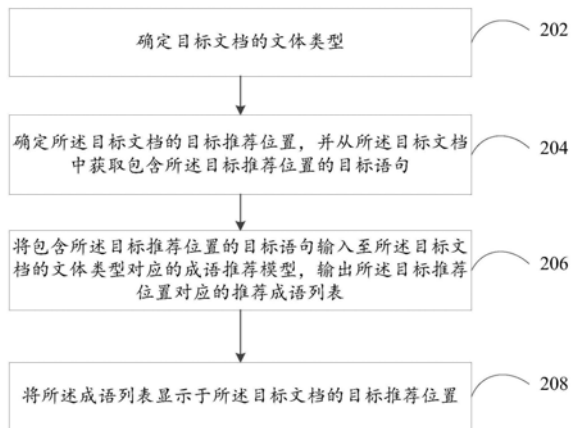 确定目标文档的文体类型
202
确定所述目标文档的目标推荐位置，并从所述目标文档
中获取包含所述目标推荐位置的目标语句
204
将包含所述目标推荐位置的目标语句输入至所述目标文
档的文体类型对应的成语推荐模型，输出所述目标推荐
位置对应的推荐成语列表
206
将所述成语列表显示于所述目标文档的目标推荐位置
208